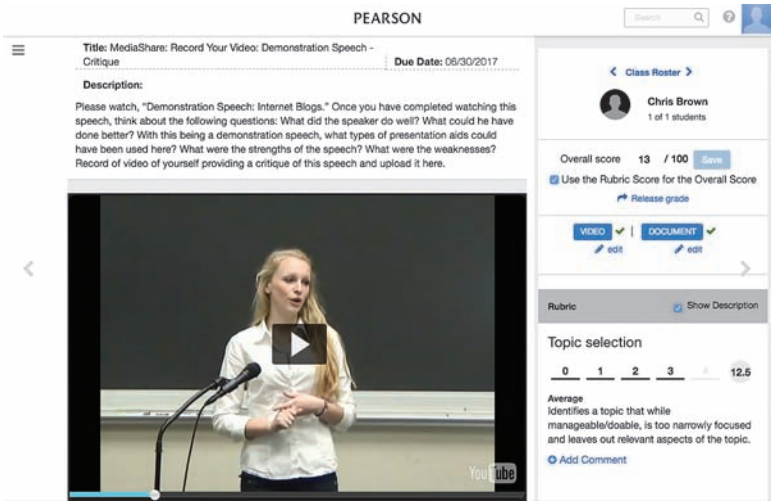 PEARSON
Search
Title: MediaShare: Record Your Video: Demonstration Speech -
Critique
Due Date: 06/30/2017
Description:
Please watch, "Demonstration Speech: Internet Blogs." Once you have completed watching this
speech, think about the following questions: What did the speaker do well? What could he have
done better? With this being a demonstration speech, what types of presentation aids could
have been used here? What were the strengths of the speech? What were the weaknesses?
Record of video of yourself providing a critique of this speech and upload it here.
YouTube
Class Roster
Chris Brown
1 of 1 students
Overall score 13 / 100 Save
Use the Rubric Score for the Overall Score
Release grade
VIDEO | DOCUMENT
edit edit
Rubric Show Description
Topic selection
0 1 2 3 4 12.5
Average
Identifies a topic that while
manageable/doable, is too narrowly focused
and leaves out relevant aspects of the topic.
Add Comment